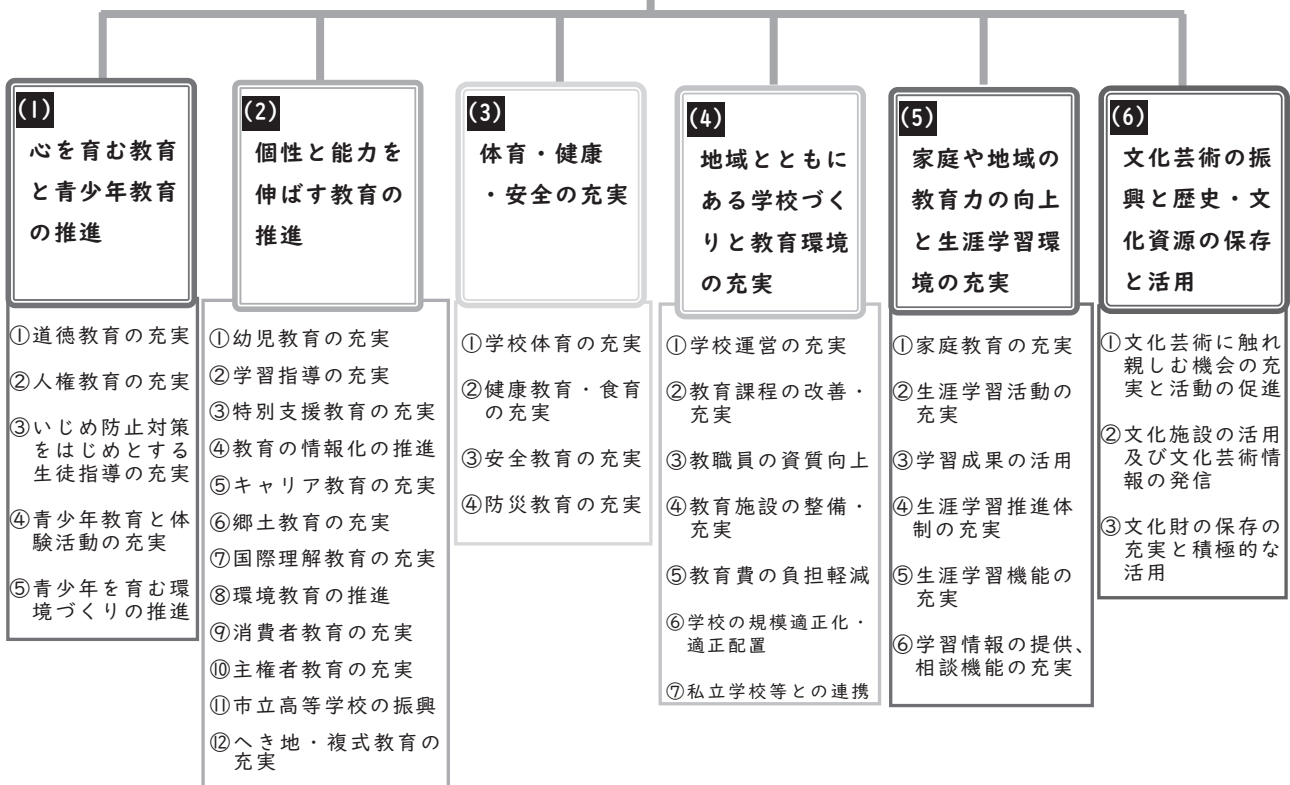 (1)
心を育む教育
と青少年教育
の推進
①道徳教育の充実
②人権教育の充実
③いじめ防止対策
をはじめとする
生徒指導の充実
④青少年教育と体
験活動の充実
⑤青少年を育む環
境づくりの推進
(2)
個性と能力を
伸ばす教育の
推進
①幼児教育の充実
②学習指導の充実
③特別支援教育の充実
④教育の情報化の推進
⑤キャリア教育の充実
⑥郷土教育の充実
⑦国際理解教育の充実
⑧環境教育の推進
⑨消費者教育の充実
⑩主権者教育の充実
⑪市立高等学校の振興
⑫へき地・複式教育の
充実
(3)
体育・健康
・安全の充実
①学校体育の充実
②健康教育・食育
の充実
③安全教育の充実
④防災教育の充実
(4)
地域とともに
ある学校づく
りと教育環境
の充実
①学校運営の充実
②教育課程の改善・
充実
③教職員の資質向上
④教育施設の整備・
充実
⑤教育費の負担軽減
⑥学校の規模適正化・
適正配置
⑦私立学校等との連携
(5)
家庭や地域の
教育力の向上
と生涯学習環
境の充実
①家庭教育の充実
②生涯学習活動の
充実
③学習成果の活用
④生涯学習推進体
制の充実
⑤生涯学習機能の
充実
⑥学習情報の提供、
相談機能の充実
(6)
文化芸術の振
興と歴史・文
化資源の保存
と活用
①文化芸術に触れ
親しむ機会の充
実と活動の促進
②文化施設の活用
及び文化芸術情
報の発信
③文化財の保存の
充実と積極的な
活用